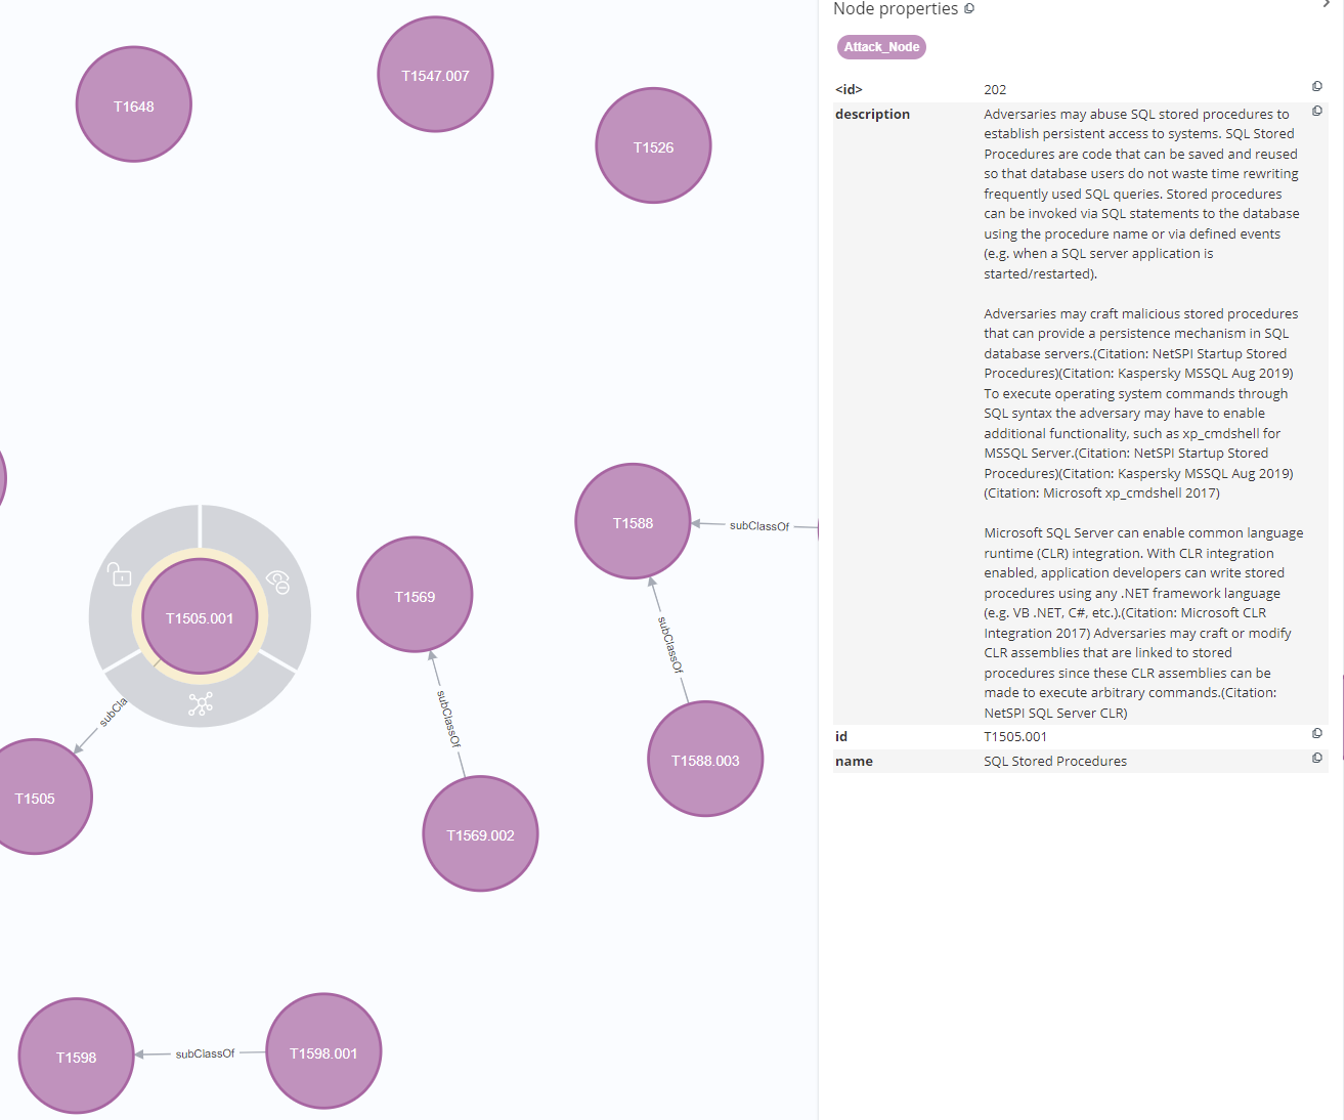 T1648
T1547.007
T1526
T1588
subClassOf
T1569
T1505.001
subClassOf
subClassOf
subCla
T1588.003
T1505
T1569.002
T1598
subClassOf
T1598.001
Node properties
Attack_Node
<id> 202
description Adversaries may abuse SQL stored procedures to
establish persistent access to systems. SQL Stored
Procedures are code that can be saved and reused
so that database users do not waste time rewriting
frequently used SQL queries. Stored procedures
can be invoked via SQL statements to the database
using the procedure name or via defined events
(e.g. when a SQL server application is
started/restarted).
Adversaries may craft malicious stored procedures
that can provide a persistence mechanism in SQL
database servers.(Citation: NetSPI Startup Stored
Procedures)(Citation: Kaspersky MSSQL Aug 2019)
To execute operating system commands through
SQL syntax the adversary may have to enable
additional functionality, such as xp_cmdshell for
MSSQL Server.(Citation: NetSPI Startup Stored
Procedures)(Citation: Kaspersky MSSQL Aug 2019)
(Citation: Microsoft xp_cmdshell 2017)
Microsoft SQL Server can enable common language
runtime (CLR) integration. With CLR integration
enabled, application developers can write stored
procedures using any .NET framework language
(e.g. VB .NET, C#, etc.).(Citation: Microsoft CLR
Integration 2017) Adversaries may craft or modify
CLR assemblies that are linked to stored
procedures since these CLR assemblies can be
made to execute arbitrary commands.(Citation:
NetSPI SQL Server CLR)
id T1505.001
name SQL Stored Procedures